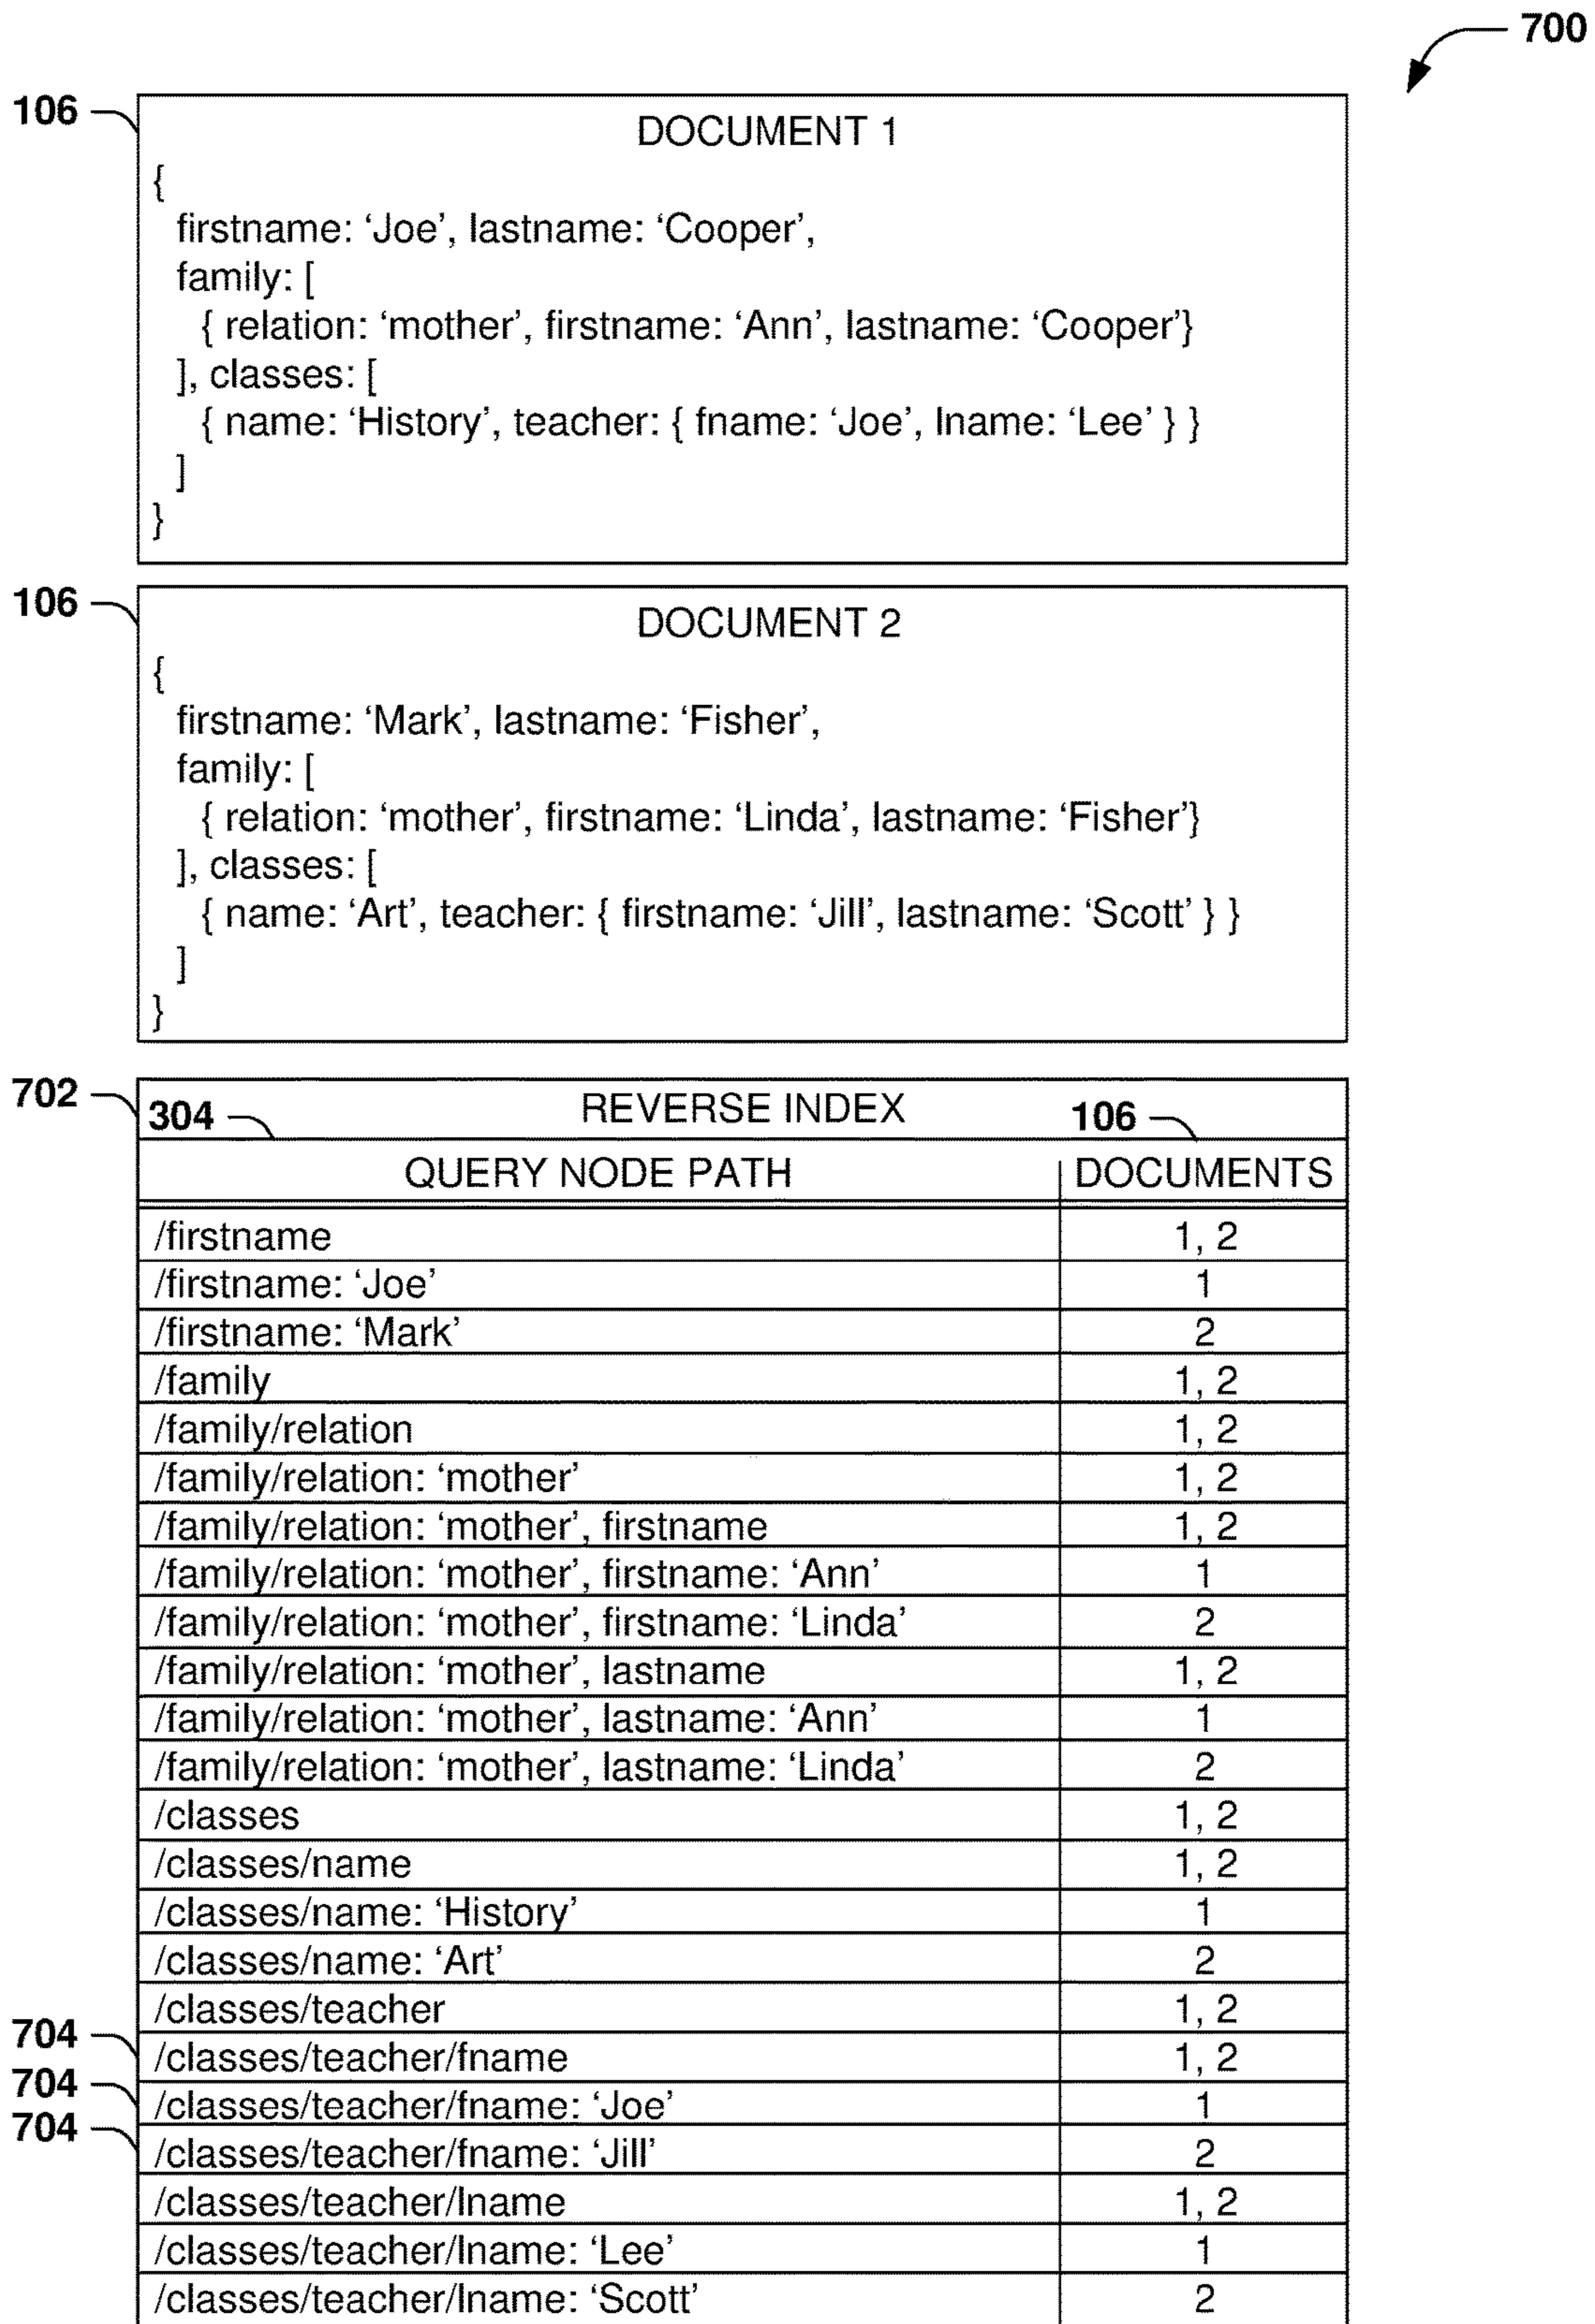 700
106
DOCUMENT 1
{
firstname: ‘Joe’, lastname: ‘Cooper’,
family: [
{ relation: ‘mother’, firstname: ‘Ann’, lastname: ‘Cooper’}
], classes: [
{ name: ‘History’, teacher: { fname: ‘Joe’, lname: ‘Lee’ } }
]
}
106
DOCUMENT 2
{
firstname: ‘Mark’, lastname: ‘Fisher’,
family: [
{ relation: ‘mother’, firstname: ‘Linda’, lastname: ‘Fisher’}
], classes: [
{ name: ‘Art’, teacher: { firstname: ‘Jill’, lastname: ‘Scott’ } }
]
}
702
304 REVERSE INDEX 106
QUERY NODE PATH DOCUMENTS
/firstname 1, 2
/firstname: ‘Joe’ 1
/firstname: ‘Mark’ 2
/family 1, 2
/family/relation 1, 2
/family/relation: ‘mother’ 1, 2
/family/relation: ‘mother’, firstname 1, 2
/family/relation: ‘mother’, firstname: ‘Ann’ 1
/family/relation: ‘mother’, firstname: ‘Linda’ 2
/family/relation: ‘mother’, lastname 1, 2
/family/relation: ‘mother’, lastname: ‘Ann’ 1
/family/relation: ‘mother’, lastname: ‘Linda’ 2
/classes 1, 2
/classes/name 1, 2
/classes/name: ‘History’ 1
/classes/name: ‘Art’ 2
/classes/teacher 1, 2
704 /classes/teacher/fname 1, 2
704 /classes/teacher/fname: ‘Joe’ 1
704 /classes/teacher/fname: ‘Jill’ 2
/classes/teacher/lname 1, 2
/classes/teacher/lname: ‘Lee’ 1
/classes/teacher/lname: ‘Scott’ 2